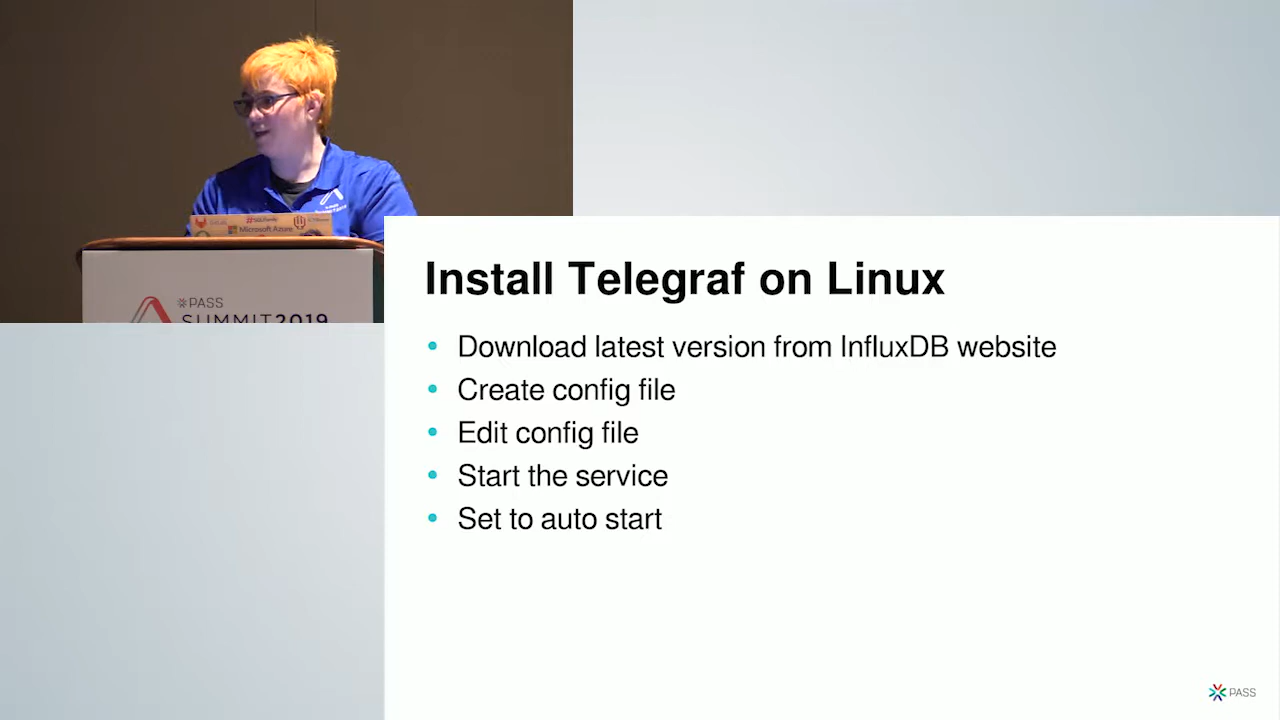 #SQLFamily
Microsoft Azure
PASS
SUMMIT 2019
Install Telegraf on Linux
• Download latest version from InfluxDB website
• Create config file
• Edit config file
• Start the service
• Set to auto start
PASS